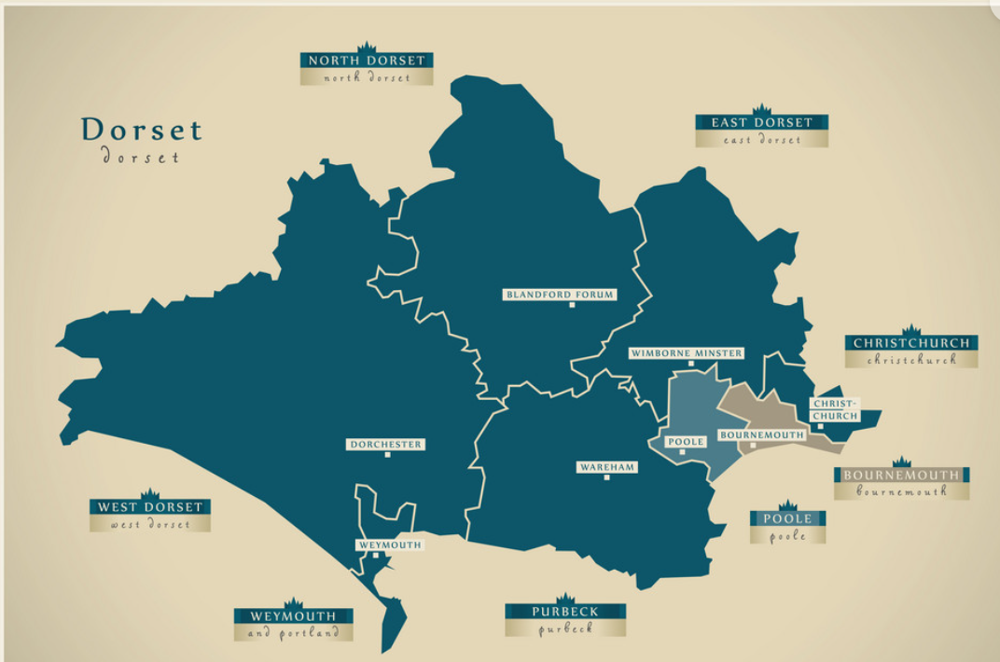 NORTH DORSET
north dorset
Dorset
dorset
EAST DORSET
east dorset
BLANDFORD FORUM
WIMBORNE MINSTER
CHRISTCHURCH
christchurch
CHRIST-
CHURCH
DORCHESTER
POOLE
BOURNEMOUTH
WAREHAM
BOURNEMOUTH
bournemouth
WEST DORSET
west dorset
POOLE
poole
WEYMOUTH
WEYMOUTH
and portland
PURBECK
purbeck